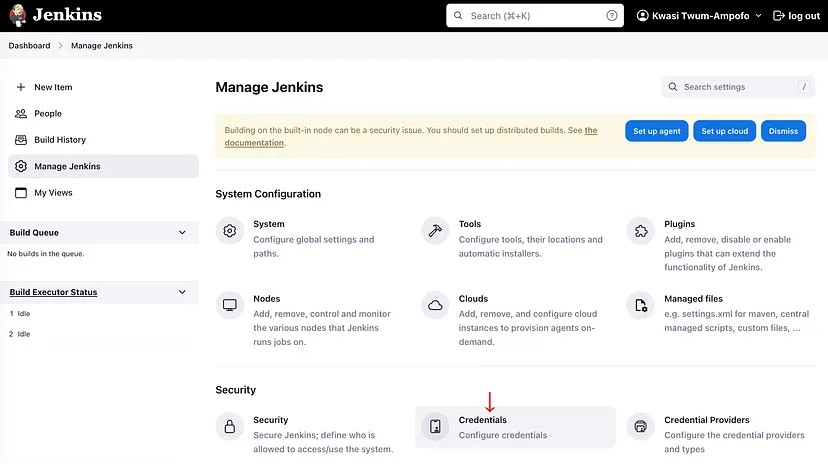 Jenkins
Search (⌘+K)
Kwasi Twum-Ampofo
log out
Dashboard
Manage Jenkins
New Item
People
Build History
Manage Jenkins
My Views
Build Queue
No builds in the queue.
Build Executor Status
1 Idle
2 Idle
Manage Jenkins
Search settings /
Building on the built-in node can be a security issue. You should set up distributed builds. See the
documentation.
Set up agent
Set up cloud
Dismiss
System Configuration
System
Configure global settings and
paths.
Tools
Configure tools, their locations and
automatic installers.
Plugins
Add, remove, disable or enable
plugins that can extend the
functionality of Jenkins.
Nodes
Add, remove, control and monitor
the various nodes that Jenkins
runs jobs on.
Clouds
Add, remove, and configure cloud
instances to provision agents on-
demand.
Managed files
e.g. settings.xml for maven, central
managed scripts, custom files, ...
Security
Security
Secure Jenkins; define who is
allowed to access/use the system.
Credentials
Configure credentials
Credential Providers
Configure the credential providers
and types